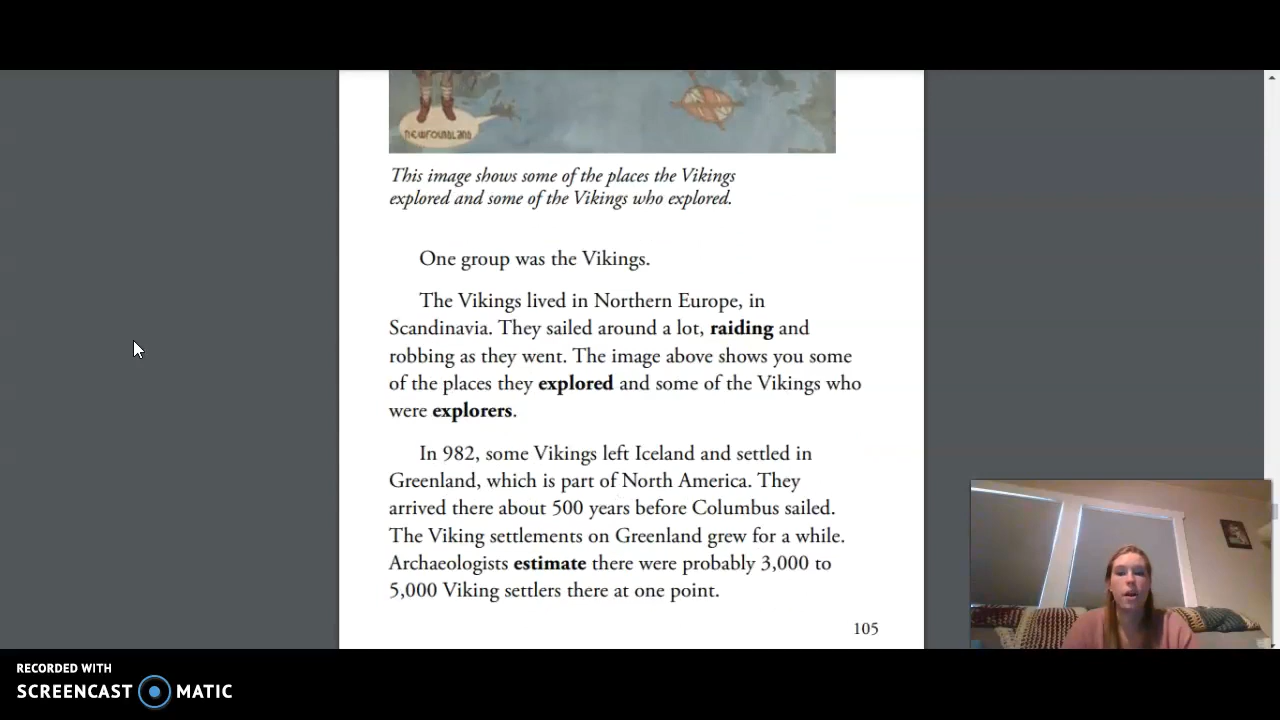 NEWFOUNDLAND
This image shows some of the places the Vikings
explored and some of the Vikings who explored.
One group was the Vikings.
The Vikings lived in Northern Europe, in
Scandinavia. They sailed around a lot, raiding and
robbing as they went. The image above shows you some
of the places they explored and some of the Vikings who
were explorers.
In 982, some Vikings left Iceland and settled in
Greenland, which is part of North America. They
arrived there about 500 years before Columbus sailed.
The Viking settlements on Greenland grew for a while.
Archaeologists estimate there were probably 3,000 to
5,000 Viking settlers there at one point.
105
RECORDED WITH
SCREENCAST MATIC